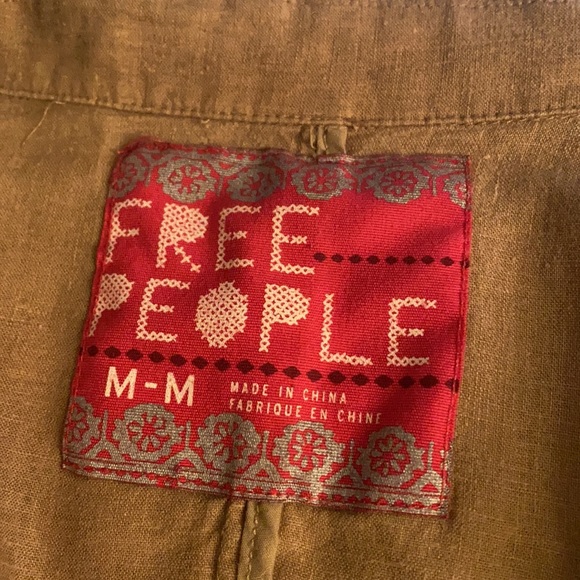 FREE
PEOPLE
M-M
MADE IN CHINA
FABRIQUE EN CHINE